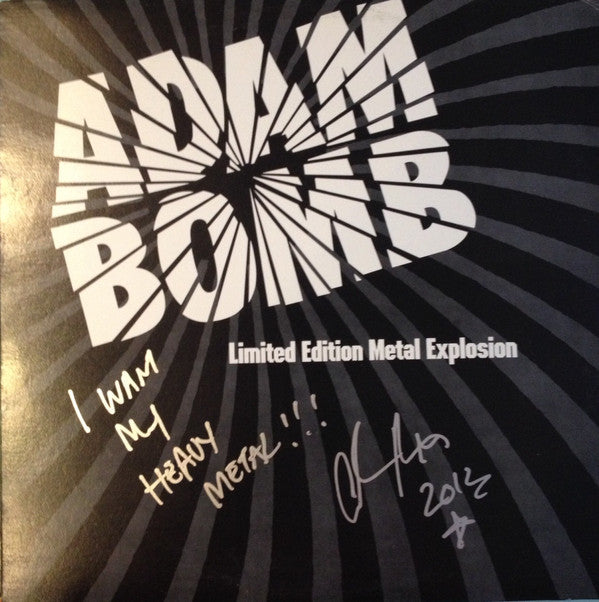 ADAM
BOMB
Limited Edition Metal Explosion
I WAM
MY
HEAVY
METAL!!!
2012